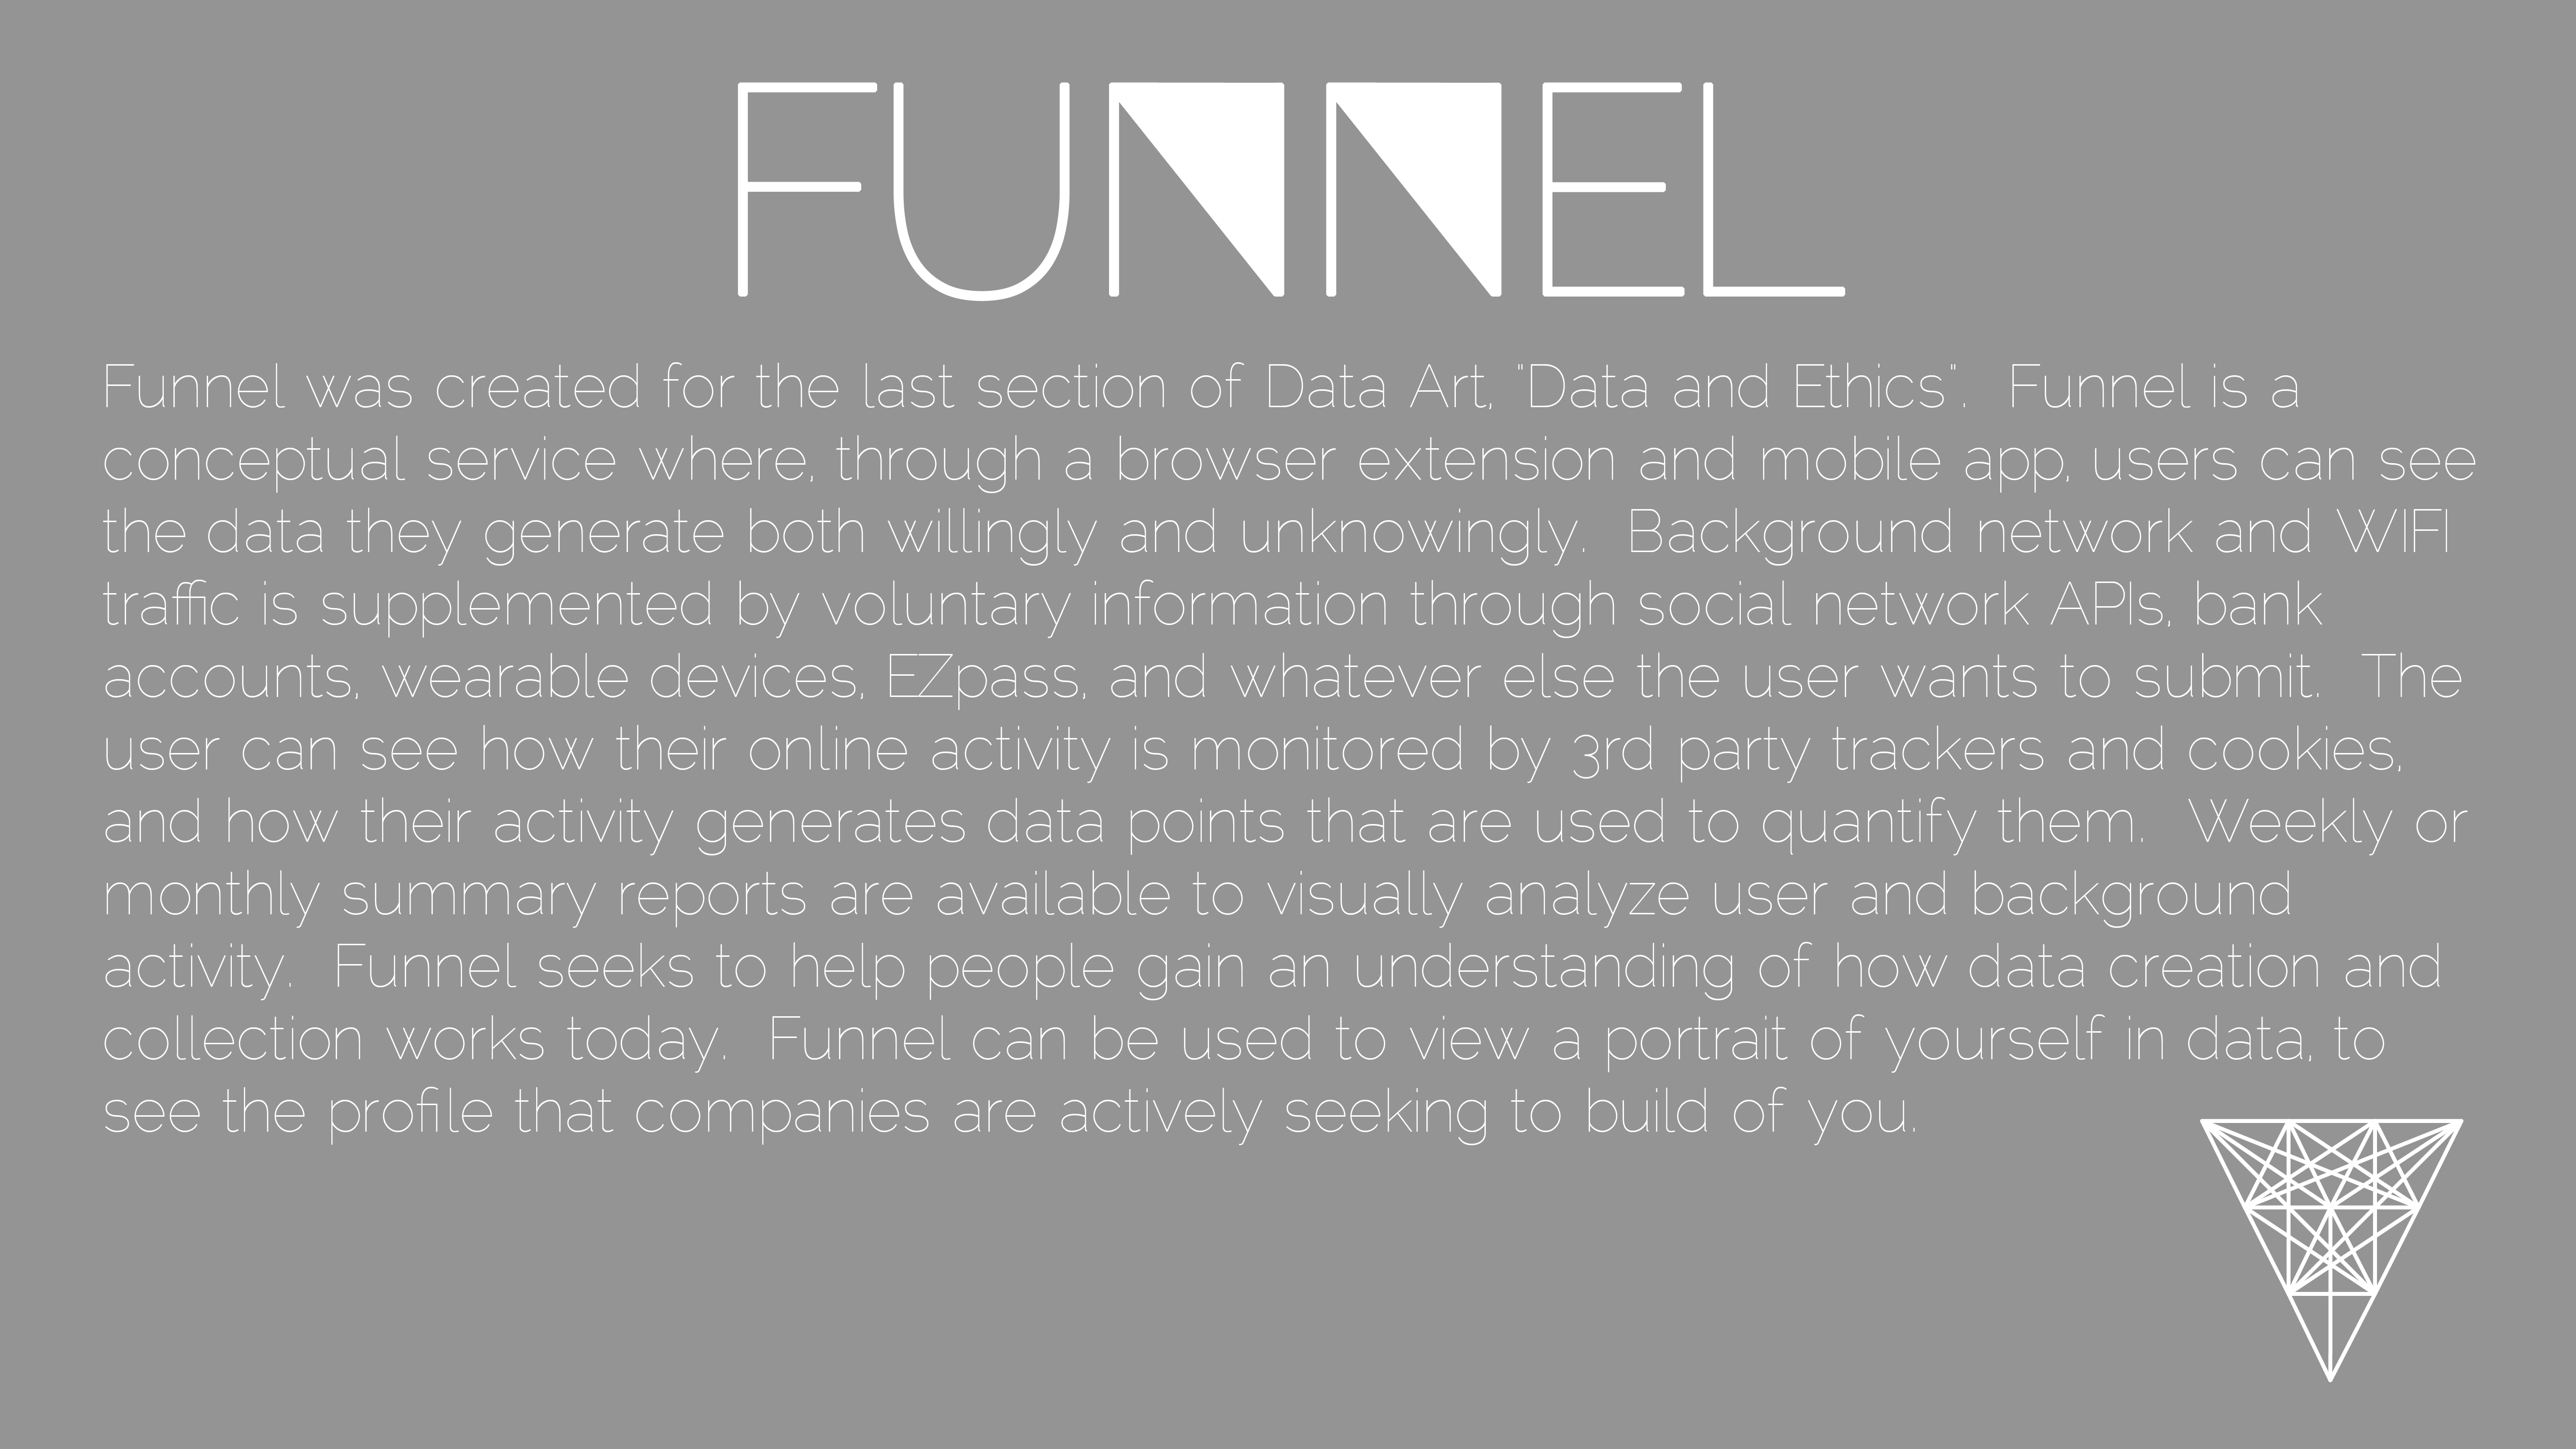 FUNNEL
Funnel was created for the last section of Data Art, "Data and Ethics".  Funnel is a
conceptual service where, through a browser extension and mobile app, users can see
the data they generate both willingly and unknowingly.  Background network and WIFI
traffic is supplemented by voluntary information through social network APIs, bank
accounts, wearable devices, EZpass, and whatever else the user wants to submit.  The
user can see how their online activity is monitored by 3rd party trackers and cookies,
and how their activity generates data points that are used to quantify them.  Weekly or
monthly summary reports are available to visually analyze user and background
activity.  Funnel seeks to help people gain an understanding of how data creation and
collection works today.  Funnel can be used to view a portrait of yourself in data, to
see the profile that companies are actively seeking to build of you.